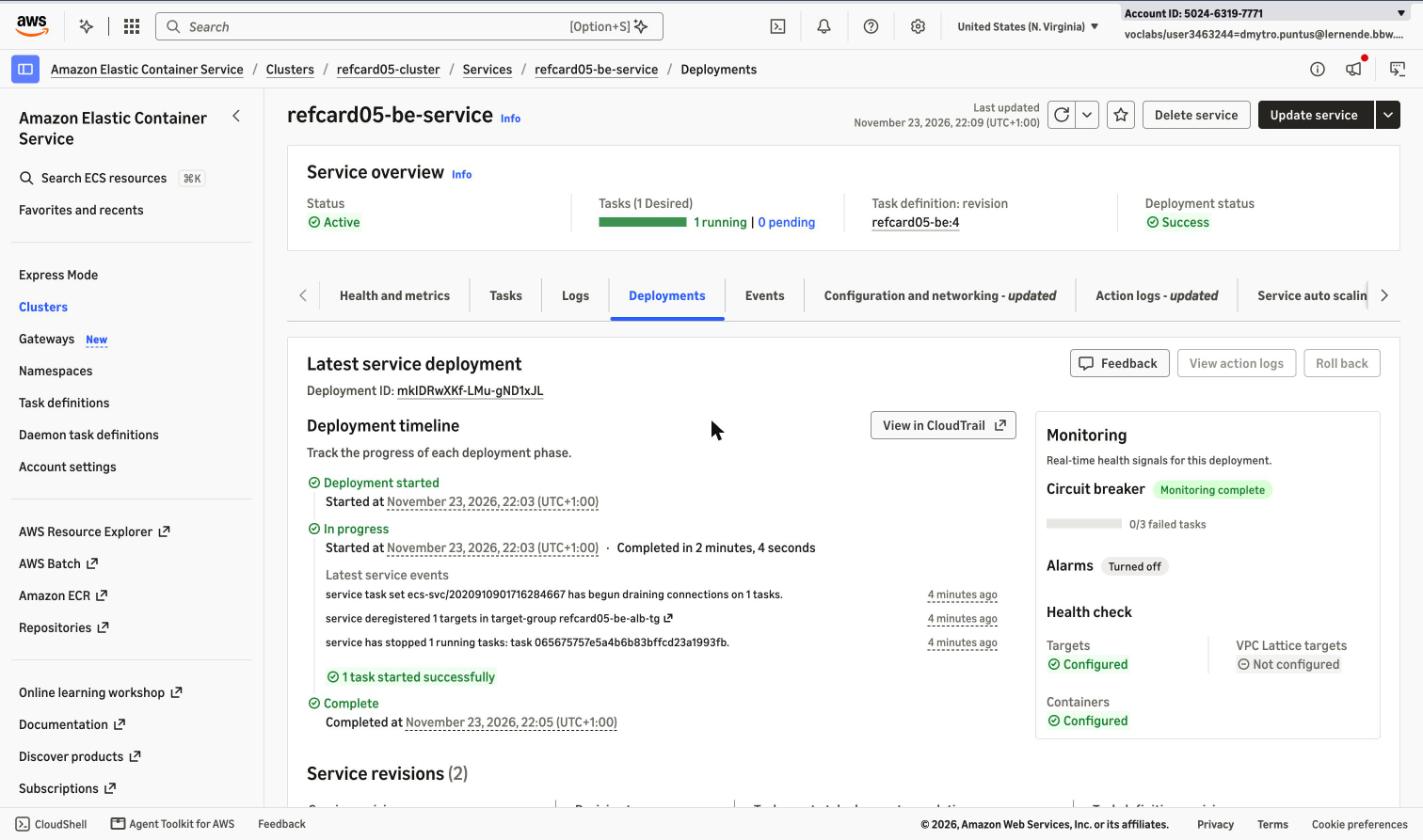 aws
Search
[Option+S]
United States (N. Virginia)
Account ID: 5024-6319-7771
voclabs/user3463244=dmytro.puntus@lernende.bbw....
Amazon Elastic Container Service / Clusters / refcard05-cluster / Services / refcard05-be-service / Deployments
Amazon Elastic Container
Service
Search ECS resources ⌘K
Favorites and recents
Express Mode
Clusters
Gateways New
Namespaces
Task definitions
Daemon task definitions
Account settings
AWS Resource Explorer
AWS Batch
Amazon ECR
Repositories
Online learning workshop
Documentation
Discover products
Subscriptions
refcard05-be-service Info
Last updated
November 23, 2026, 22:09 (UTC+1:00)
Delete service
Update service
Service overview Info
Status
Active
Tasks (1 Desired)
1 running | 0 pending
Task definition: revision
refcard05-be:4
Deployment status
Success
Health and metrics
Tasks
Logs
Deployments
Events
Configuration and networking - updated
Action logs - updated
Service auto scalin
Latest service deployment
Feedback
View action logs
Roll back
Deployment ID: mkIDRwXKf-LMu-gND1xJL
Deployment timeline
View in CloudTrail
Track the progress of each deployment phase.
Deployment started
Started at November 23, 2026, 22:03 (UTC+1:00)
In progress
Started at November 23, 2026, 22:03 (UTC+1:00) · Completed in 2 minutes, 4 seconds
Latest service events
service task set ecs-svc/2020910901716284667 has begun draining connections on 1 tasks. 4 minutes ago
service deregistered 1 targets in target-group refcard05-be-alb-tg 4 minutes ago
service has stopped 1 running tasks: task 065675757e5a4b6b83bffcd23a1993fb. 4 minutes ago
1 task started successfully
Complete
Completed at November 23, 2026, 22:05 (UTC+1:00)
Monitoring
Real-time health signals for this deployment.
Circuit breaker Monitoring complete
0/3 failed tasks
Alarms Turned off
Health check
Targets
Configured
VPC Lattice targets
Not configured
Containers
Configured
Service revisions (2)
CloudShell
Agent Toolkit for AWS
Feedback
© 2026, Amazon Web Services, Inc. or its affiliates.
Privacy
Terms
Cookie preferences